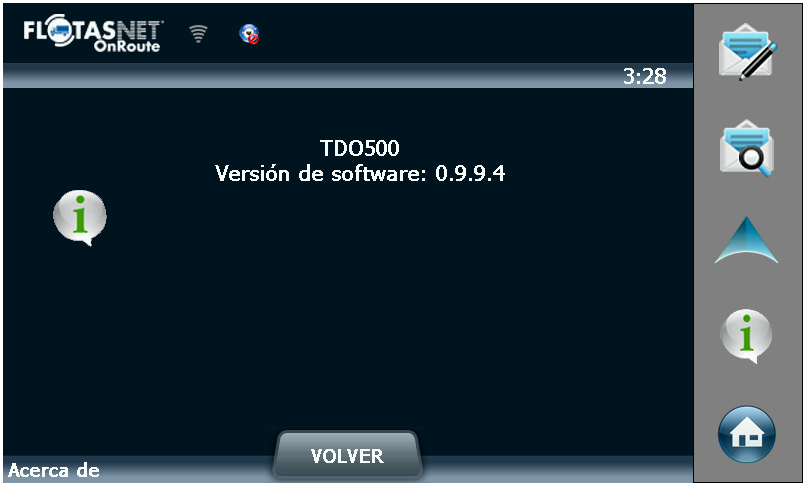 FLOTASNET
OnRoute
3:28
TDO500
Versión de software: 0.9.9.4
VOLVER
Acerca de